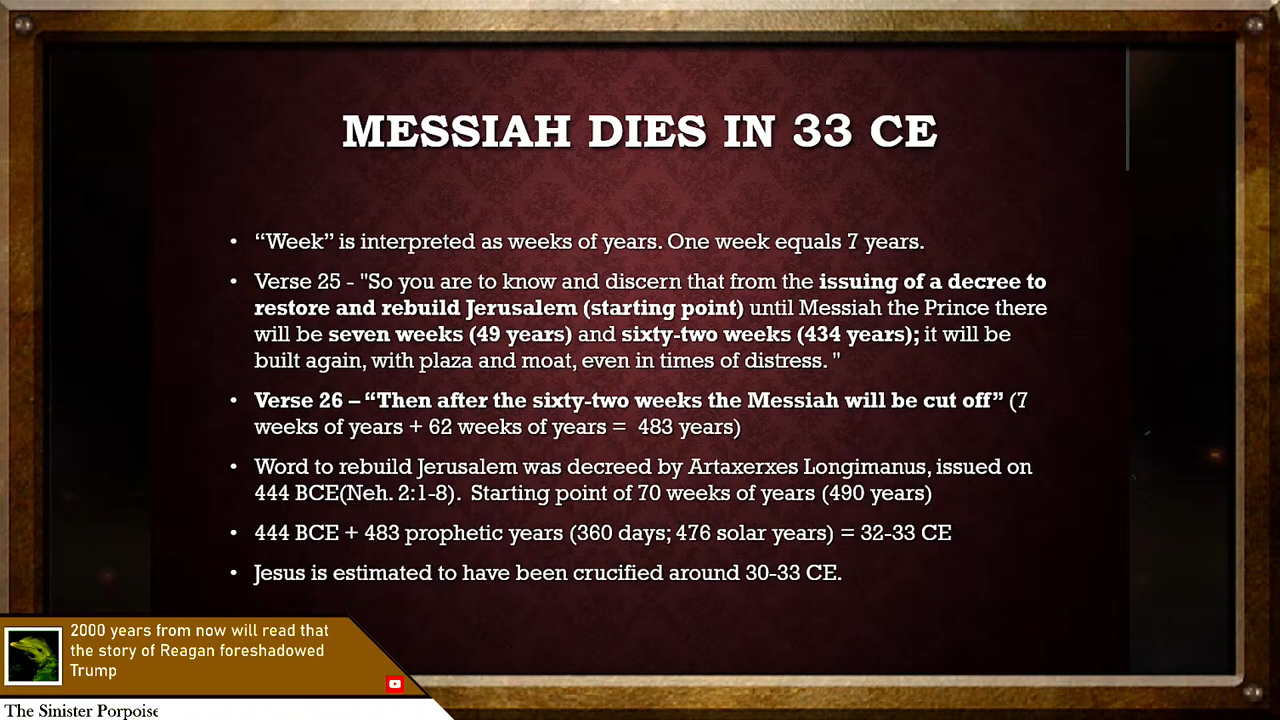 MESSIAH DIES IN 33 CE
• “Week” is interpreted as weeks of years. One week equals 7 years.
• Verse 25 - "So you are to know and discern that from the issuing of a decree to
restore and rebuild Jerusalem (starting point) until Messiah the Prince there
will be seven weeks (49 years) and sixty-two weeks (434 years); it will be
built again, with plaza and moat, even in times of distress. "
• Verse 26 – “Then after the sixty-two weeks the Messiah will be cut off” (7
weeks of years + 62 weeks of years = 483 years)
• Word to rebuild Jerusalem was decreed by Artaxerxes Longimanus, issued on
444 BCE(Neh. 2:1-8). Starting point of 70 weeks of years (490 years)
• 444 BCE + 483 prophetic years (360 days; 476 solar years) = 32-33 CE
• Jesus is estimated to have been crucified around 30-33 CE.
2000 years from now will read that
the story of Reagan foreshadowed
Trump
The Sinister Porpoise